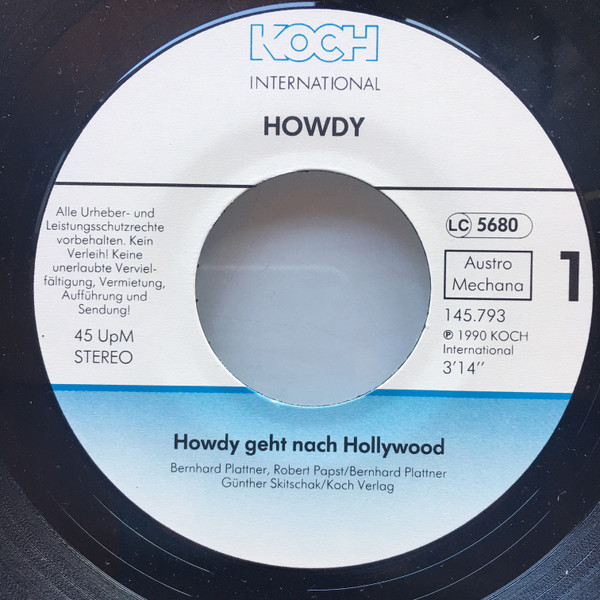 KOCH
INTERNATIONAL
HOWDY
Alle Urheber- und
Leistungsschutzrechte
vorbehalten. Kein
Verleih! Keine
unerlaubte Verviel-
fältigung, Vermietung,
Aufführung und
Sendung!
45 UpM
STEREO
LC 5680
Austro
Mechana
1
145.793
℗ 1990 KOCH
International
3'14''
Howdy geht nach Hollywood
Bernhard Plattner, Robert Papst/Bernhard Plattner
Günther Skitschak/Koch Verlag